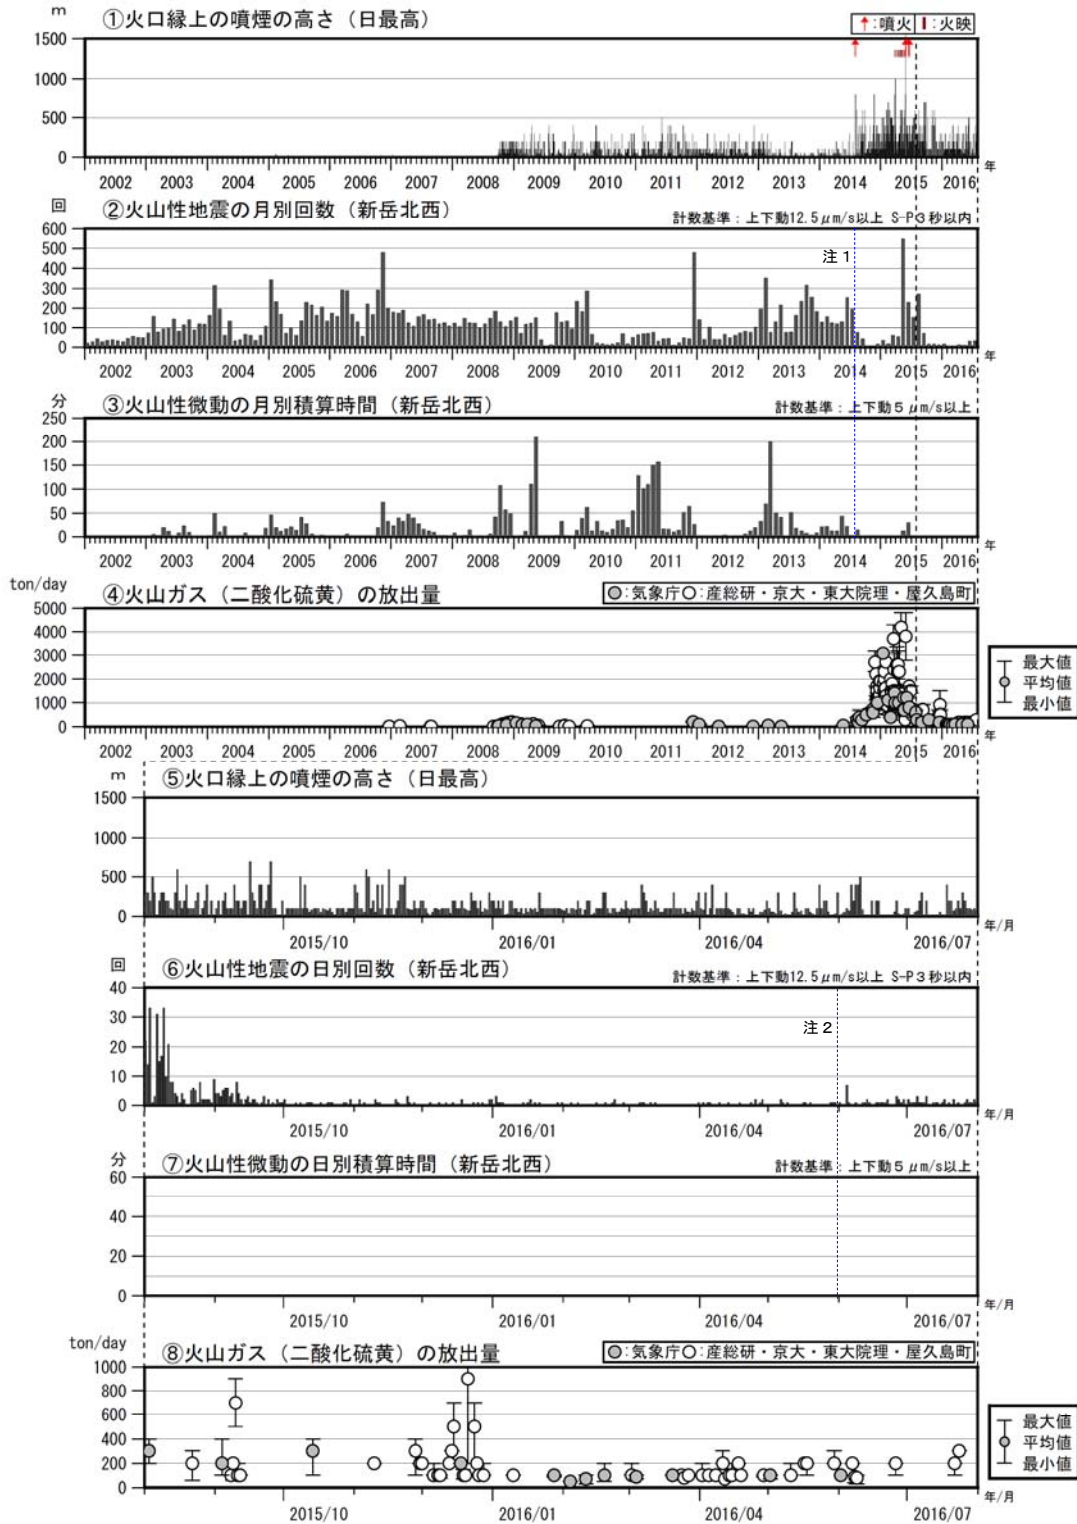 m ①火口縁上の噴煙の高さ（日最高）
↑:噴火 ┃:火映
1500
1000
500
0
2002 2003 2004 2005 2006 2007 2008 2009 2010 2011 2012 2013 2014 2015 2016 年
回 ②火山性地震の月別回数（新岳北西） 計数基準：上下動12.5μm/s以上 S-P3秒以内
600
500
400
300
200
100
0
注1
2002 2003 2004 2005 2006 2007 2008 2009 2010 2011 2012 2013 2014 2015 2016 年
分 ③火山性微動の月別積算時間（新岳北西） 計数基準：上下動5μm/s以上
250
200
150
100
50
0
2002 2003 2004 2005 2006 2007 2008 2009 2010 2011 2012 2013 2014 2015 2016 年
ton/day ④火山ガス（二酸化硫黄）の放出量 ○:気象庁○:産総研・京大・東大院理・屋久島町
5000
4000
3000
2000
1000
0
最大値
平均値
最小値
2002 2003 2004 2005 2006 2007 2008 2009 2010 2011 2012 2013 2014 2015 2016 年
m ⑤火口縁上の噴煙の高さ（日最高）
1500
1000
500
0
2015/10 2016/01 2016/04 2016/07 年/月
回 ⑥火山性地震の日別回数（新岳北西） 計数基準：上下動12.5μm/s以上 S-P3秒以内
40
30
20
10
0
注2
2015/10 2016/01 2016/04 2016/07 年/月
分 ⑦火山性微動の日別積算時間（新岳北西） 計数基準：上下動5μm/s以上
60
40
20
0
2015/10 2016/01 2016/04 2016/07 年/月
ton/day ⑧火山ガス（二酸化硫黄）の放出量 ○:気象庁○:産総研・京大・東大院理・屋久島町
1000
800
600
400
200
0
最大値
平均値
最小値
2015/10 2016/01 2016/04 2016/07 年/月